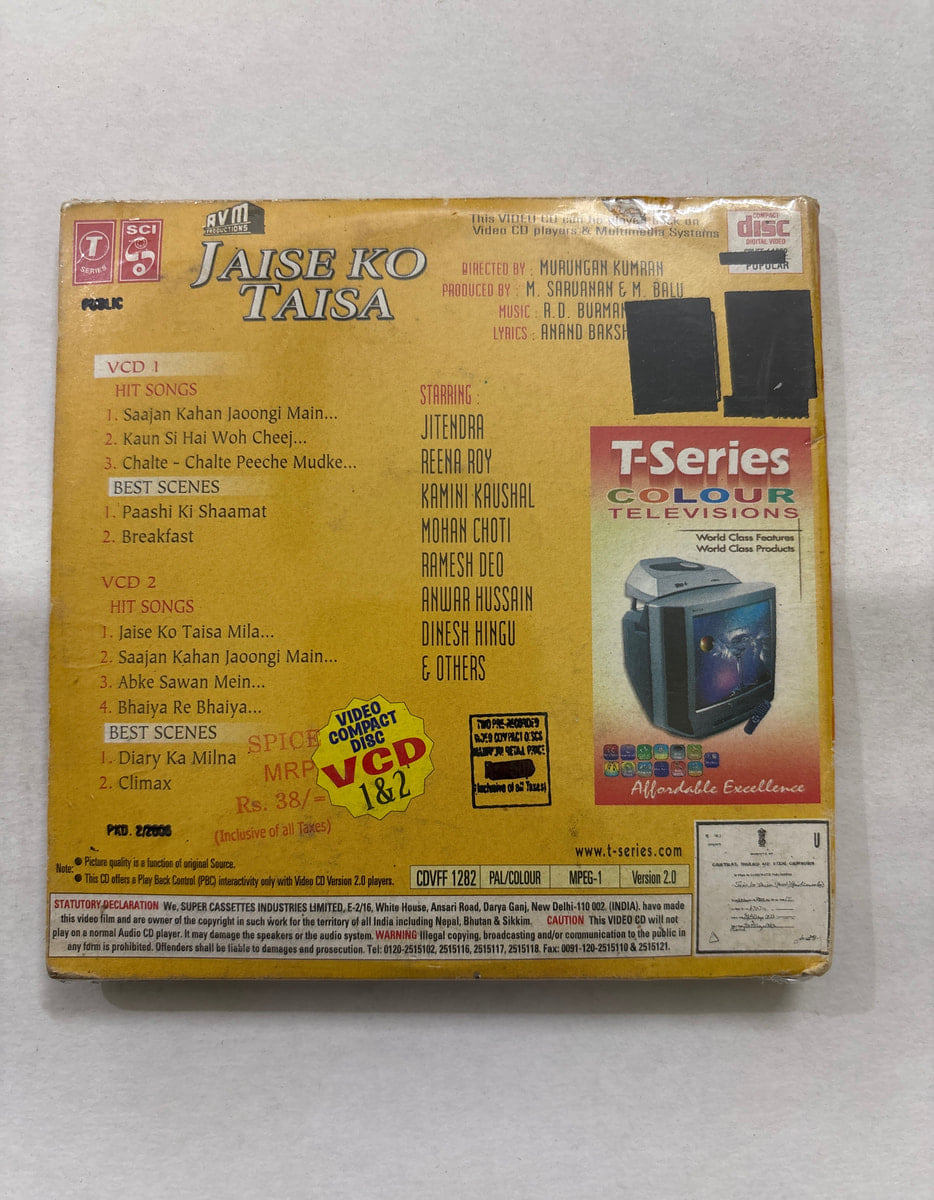 T
SERIES
SCI
AVM
PRODUCTIONS
JAISE KO
TAISA
PUBLIC
This VIDEO CD can be played back on
Video CD players & Multimedia Systems
COMPACT
disc
DIGITAL VIDEO
POPULAR
DIRECTED BY : MURUNGAN KUMRAN
PRODUCED BY : M. SARVANAN & M. BALU
MUSIC : R.D. BURMAN
LYRICS : ANAND BAKSH
VCD 1
HIT SONGS
1. Saajan Kahan Jaoongi Main...
2. Kaun Si Hai Woh Cheej...
3. Chalte - Chalte Peeche Mudke...
BEST SCENES
1. Paashi Ki Shaamat
2. Breakfast
VCD 2
HIT SONGS
1. Jaise Ko Taisa Mila...
2. Saajan Kahan Jaoongi Main...
3. Abke Sawan Mein...
4. Bhaiya Re Bhaiya...
BEST SCENES
1. Diary Ka Milna
2. Climax
STARRING :
JITENDRA
REENA ROY
KAMINI KAUSHAL
MOHAN CHOTI
RAMESH DEO
ANWAR HUSSAIN
DINESH HINGU
& OTHERS
T-Series
COLOUR
TELEVISIONS
World Class Features
World Class Products
Affordable Excellence
SPICE
MRP
Rs. 38/=
(Inclusive of all Taxes)
VIDEO
COMPACT
DISC
VCD
1&2
TWO PRE-RECORDED
VIDEO COMPACT DISCS
MAXIMUM RETAIL PRICE
(Inclusive of all Taxes)
PKD. 2/2006
www.t-series.com
Note: ● Picture quality is a function of original Source.
● This CD offers a Play Back Control (PBC) interactivity only with Video CD Version 2.0 players.
CDVFF 1282 PAL/COLOUR MPEG-1 Version 2.0
U
STATUTORY DECLARATION We, SUPER CASSETTES INDUSTRIES LIMITED, E-2/16, White House, Ansari Road, Darya Ganj, New Delhi-110 002. (INDIA). have made
this video film and are owner of the copyright in such work for the territory of all India including Nepal, Bhutan & Sikkim. CAUTION This VIDEO CD will not
play on a normal Audio CD player. It may damage the speakers or the audio system. WARNING Illegal copying, broadcasting and/or communication to the public in
any form is prohibited. Offenders shall be liable to damages and prosecution. Tel: 0120-2515102, 2515116, 2515117, 2515118. Fax: 0091-120-2515110 & 2515121.